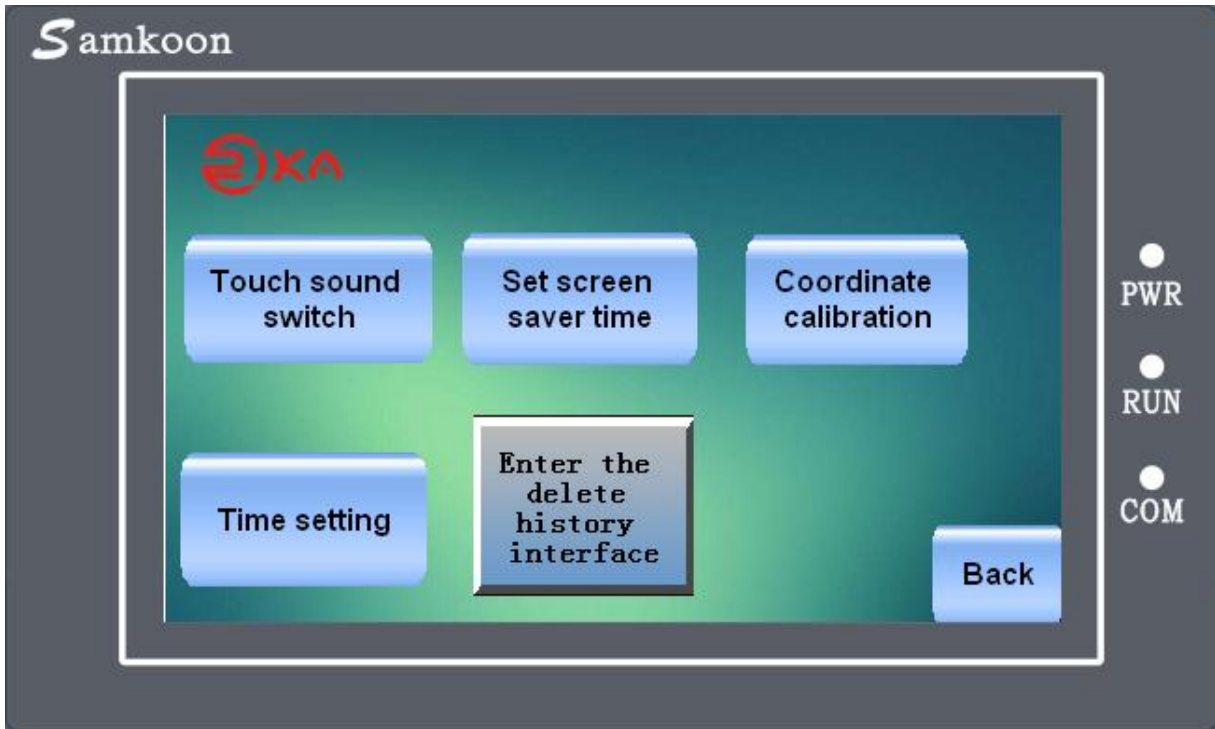 Samkoon
Touch sound
switch
Set screen
saver time
Coordinate
calibration
PWR
RUN
Time setting
Enter the
delete
history
interface
COM
Back